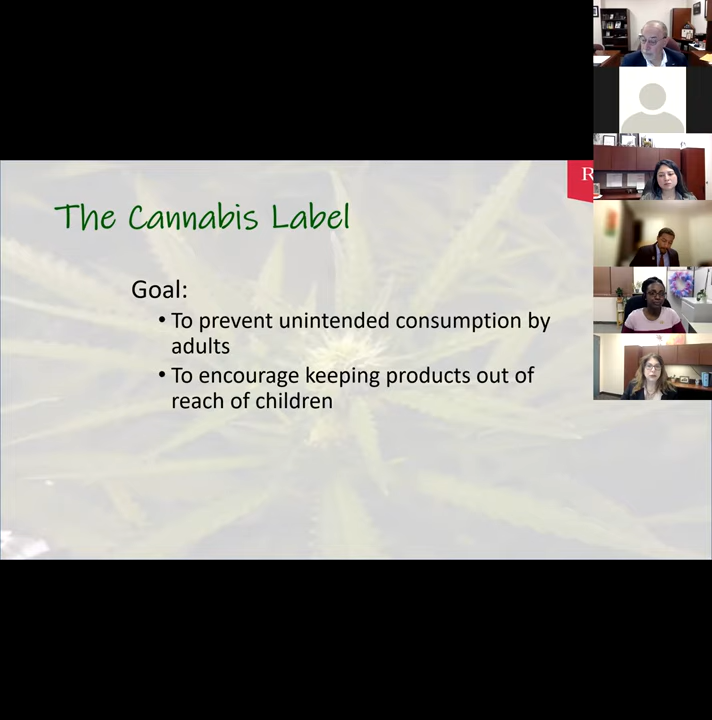 The Cannabis Label
R
Goal:
• To prevent unintended consumption by
adults
• To encourage keeping products out of
reach of children